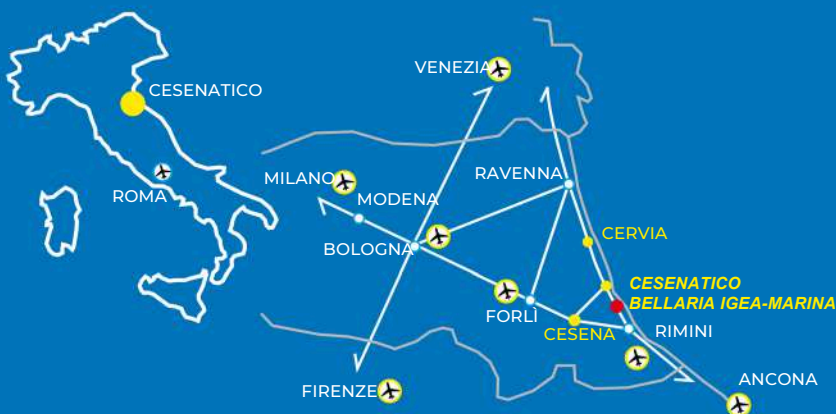 CESENATICO
ROMA
VENEZIA
MILANO
MODENA
BOLOGNA
RAVENNA
CERVIA
CESENATICO
BELLARIA IGEA-MARINA
FORLÌ
CESENA
RIMINI
FIRENZE
ANCONA